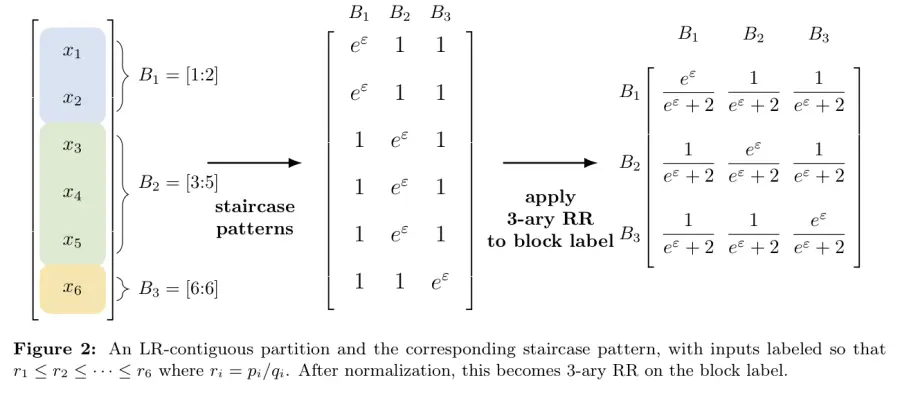 x₁
x₂
x₃
x₄
x₅
x₆
B₁ = [1:2]
B₂ = [3:5]
B₃ = [6:6]
staircase
patterns
B₁ B₂ B₃
e^ε 1 1
e^ε 1 1
1 e^ε 1
1 e^ε 1
1 e^ε 1
1 1 e^ε
apply
3-ary RR
to block label
B₁ B₂ B₃
B₁ e^ε/(e^ε + 2) 1/(e^ε + 2) 1/(e^ε + 2)
B₂ 1/(e^ε + 2) e^ε/(e^ε + 2) 1/(e^ε + 2)
B₃ 1/(e^ε + 2) 1/(e^ε + 2) e^ε/(e^ε + 2)
Figure 2: An LR-contiguous partition and the corresponding staircase pattern, with inputs labeled so that
r₁ ≤ r₂ ≤ ⋯ ≤ r₆ where rᵢ = pᵢ/qᵢ. After normalization, this becomes 3-ary RR on the block label.